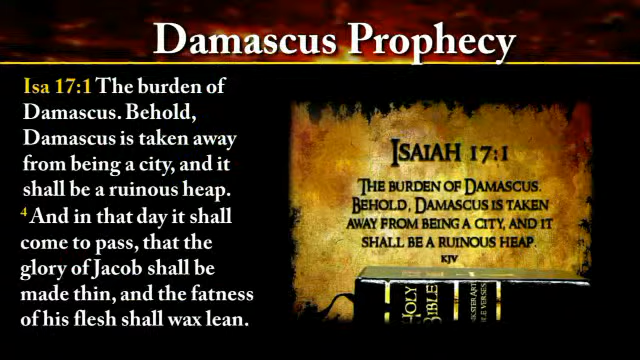 Damascus Prophecy
Isa 17:1 The burden of
Damascus. Behold,
Damascus is taken away
from being a city, and it
shall be a ruinous heap.
4 And in that day it shall
come to pass, that the
glory of Jacob shall be
made thin, and the fatness
of his flesh shall wax lean.
ISAIAH 17:1
THE BURDEN OF DAMASCUS.
BEHOLD, DAMASCUS IS TAKEN
AWAY FROM BEING A CITY, AND IT
SHALL BE A RUINOUS HEAP.
KJV
HOLY
BIBLE